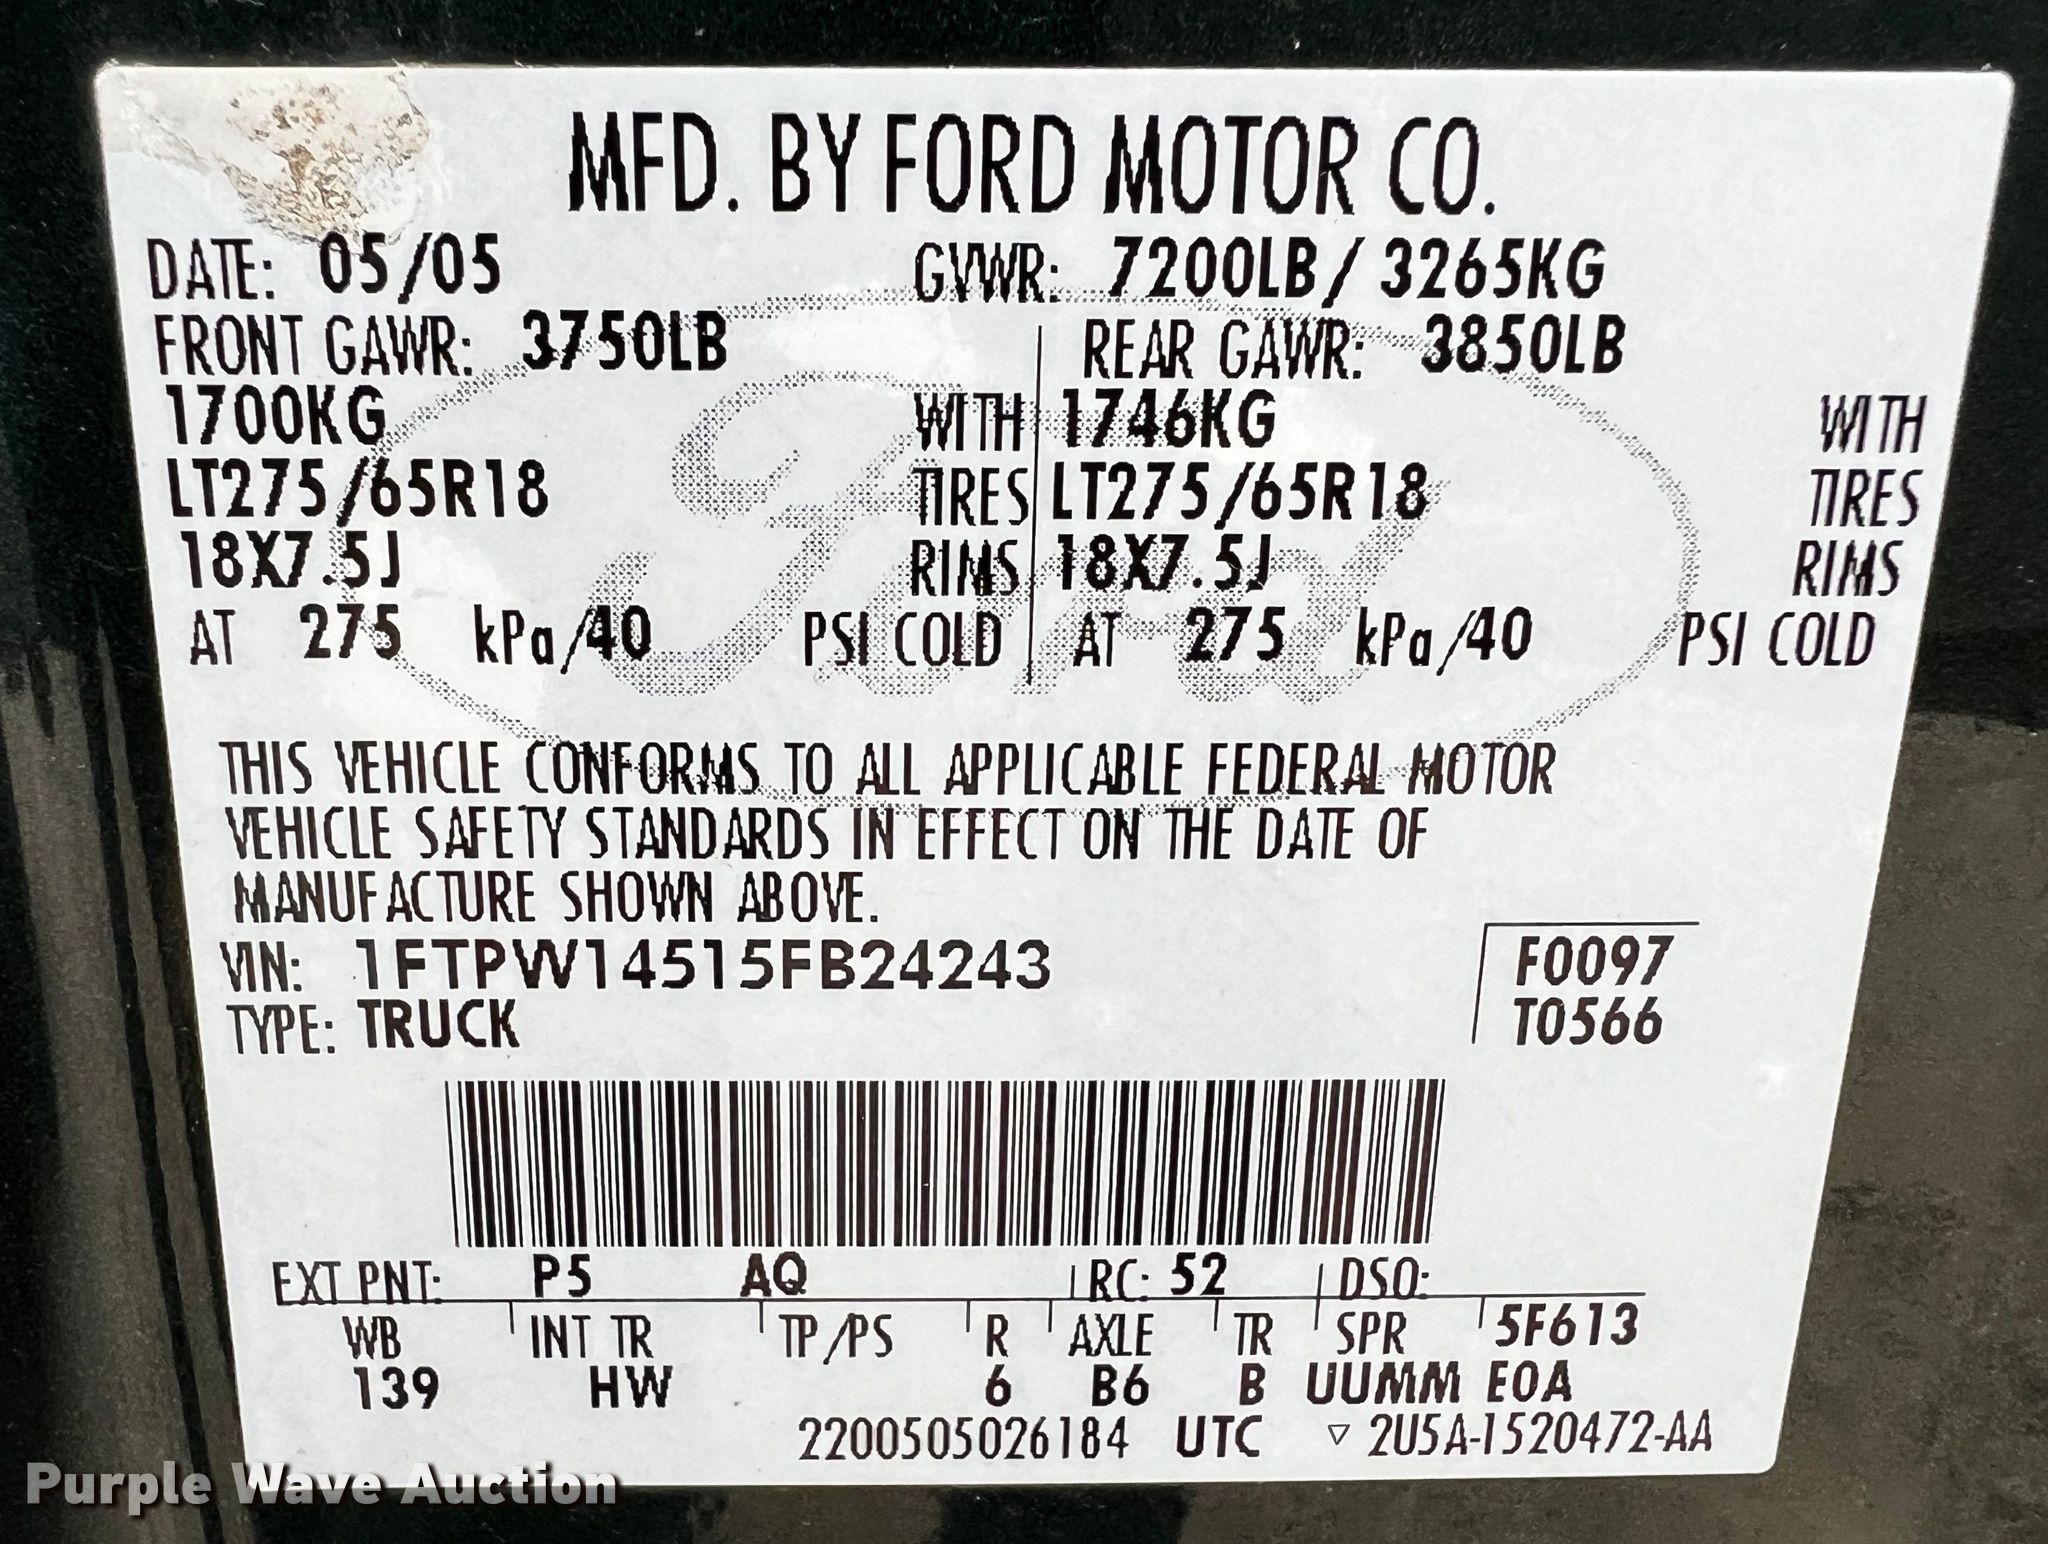 MFD. BY FORD MOTOR CO.
DATE: 05/05 GVWR: 7200LB/ 3265KG
FRONT GAWR: 3750LB REAR GAWR: 3850LB
1700KG WITH 1746KG WITH
LT275/65R18 TIRES LT275/65R18 TIRES
18X7.5J RIMS 18X7.5J RIMS
AT 275 kPa/40 PSI COLD AT 275 kPa/40 PSI COLD
Ford
THIS VEHICLE CONFORMS TO ALL APPLICABLE FEDERAL MOTOR
VEHICLE SAFETY STANDARDS IN EFFECT ON THE DATE OF
MANUFACTURE SHOWN ABOVE.
VIN: 1FTPW14515FB24243 F0097
TYPE: TRUCK T0566
EXT PNT: P5 AQ RC: 52 DSO:
WB INT TR TP/PS R AXLE TR SPR 5F613
139 HW 6 B6 B UUMM EOA
2200505026184 UTC ▽ 2U5A-1520472-AA
Purple Wave Auction